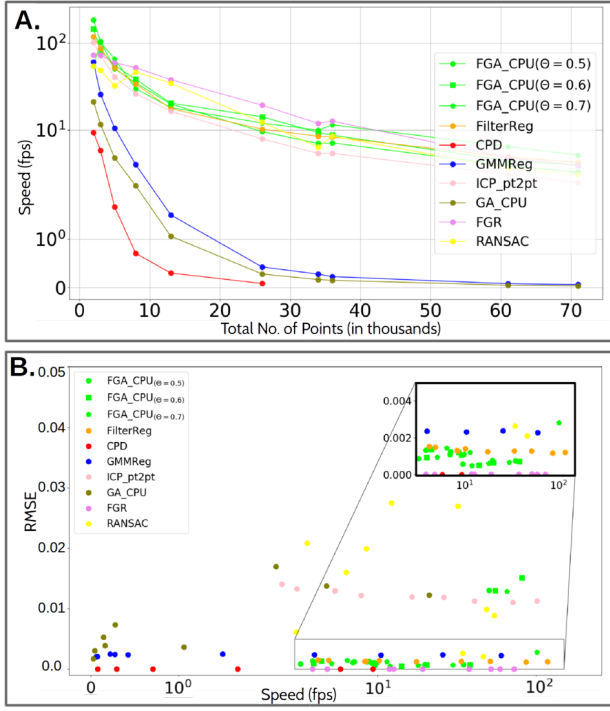 A.
Speed (fps)
10²
10¹
10⁰
0
FGA_CPU(Θ = 0.5)
FGA_CPU(Θ = 0.6)
FGA_CPU(Θ = 0.7)
FilterReg
CPD
GMMReg
ICP_pt2pt
GA_CPU
FGR
RANSAC
0 10 20 30 40 50 60 70
Total No. of Points (in thousands)
B.
RMSE
0.05
0.04
0.03
0.02
0.01
0.0
FGA_CPU(Θ = 0.5)
FGA_CPU(Θ = 0.6)
FGA_CPU(Θ = 0.7)
FilterReg
CPD
GMMReg
ICP_pt2pt
GA_CPU
FGR
RANSAC
0.004
0.002
0.000
10¹ 10²
0 10⁰ 10¹ 10²
Speed (fps)